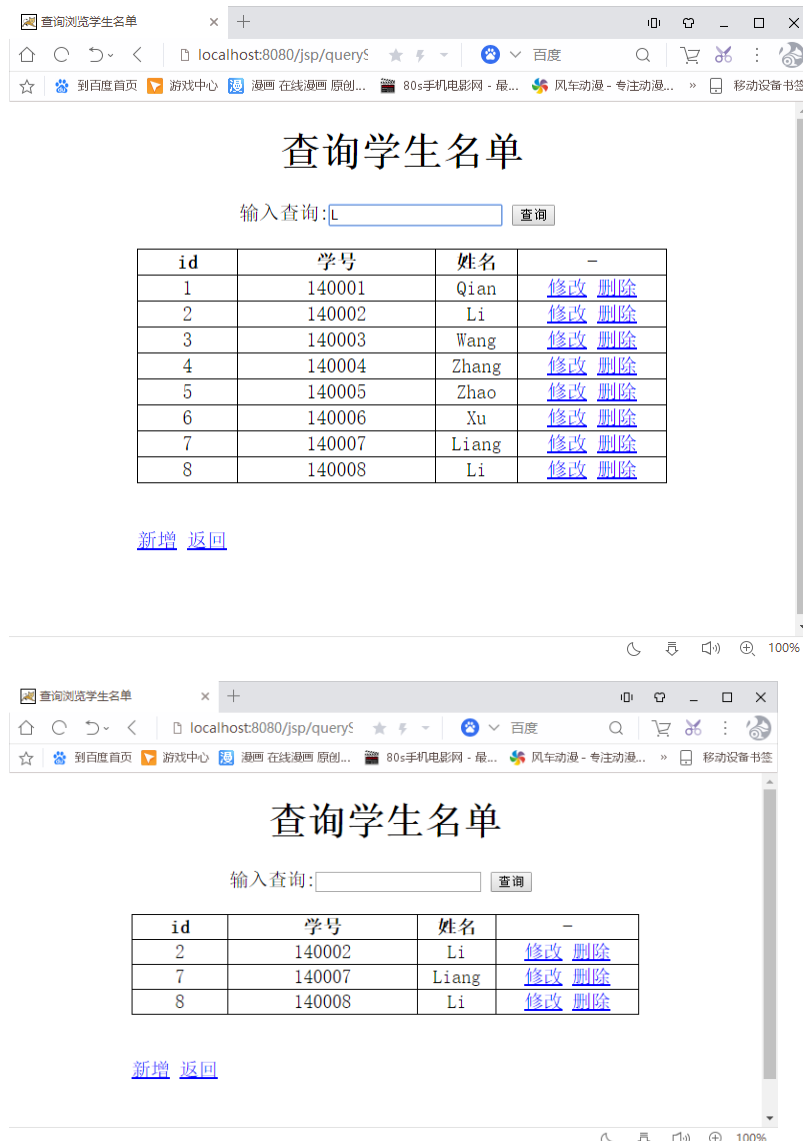 查询浏览学生名单
localhost:8080/jsp/queryS 百度
到百度首页 游戏中心 漫画 在线漫画 原创... 80s手机电影网 - 最... 风车动漫 - 专注动漫... » 移动设备书签
查询学生名单
输入查询:L 查询
id 学号 姓名 -
1 140001 Qian 修改 删除
2 140002 Li 修改 删除
3 140003 Wang 修改 删除
4 140004 Zhang 修改 删除
5 140005 Zhao 修改 删除
6 140006 Xu 修改 删除
7 140007 Liang 修改 删除
8 140008 Li 修改 删除
新增 返回
100%
查询浏览学生名单
localhost:8080/jsp/queryS 百度
到百度首页 游戏中心 漫画 在线漫画 原创... 80s手机电影网 - 最... 风车动漫 - 专注动漫... » 移动设备书签
查询学生名单
输入查询: 查询
id 学号 姓名 -
2 140002 Li 修改 删除
7 140007 Liang 修改 删除
8 140008 Li 修改 删除
新增 返回
100%